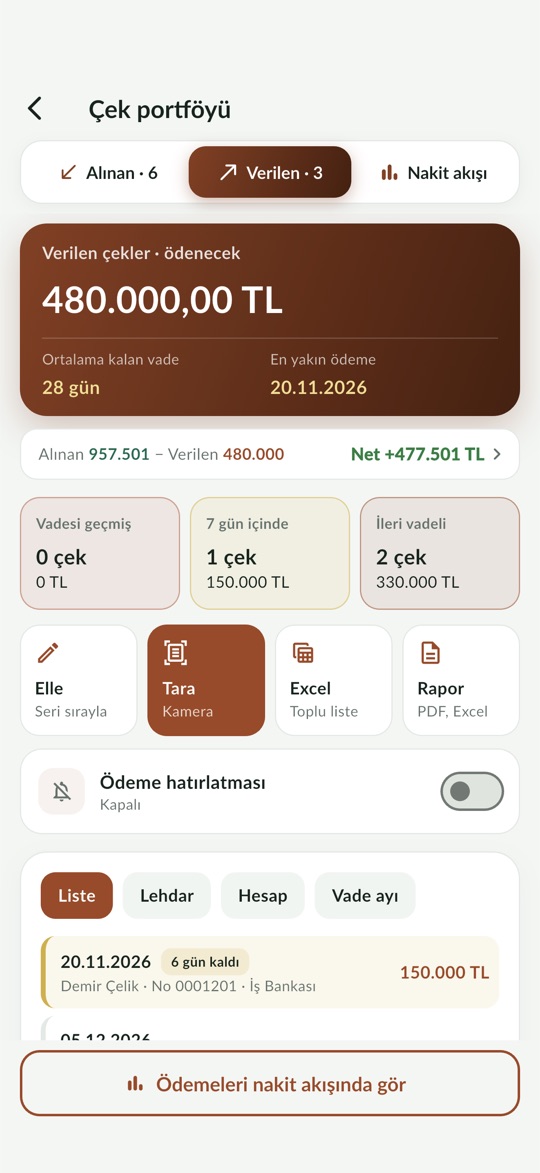 Çek portföyü
Alınan · 6
Verilen · 3
Nakit akışı
Verilen çekler · ödenecek
480.000,00 TL
Ortalama kalan vade
En yakın ödeme
28 gün
20.11.2026
Alınan 957.501 – Verilen 480.000
Net +477.501 TL
Vadesi geçmiş
0 çek
0 TL
7 gün içinde
1 çek
150.000 TL
İleri vadeli
2 çek
330.000 TL
Elle
Seri sırayla
Tara
Kamera
Excel
Toplu liste
Rapor
PDF, Excel
Ödeme hatırlatması
Kapalı
Liste
Lehdar
Hesap
Vade ayı
20.11.2026
6 gün kaldı
Demir Çelik · No 0001201 · İş Bankası
150.000 TL
05.12.2026
Ödemeleri nakit akışında gör